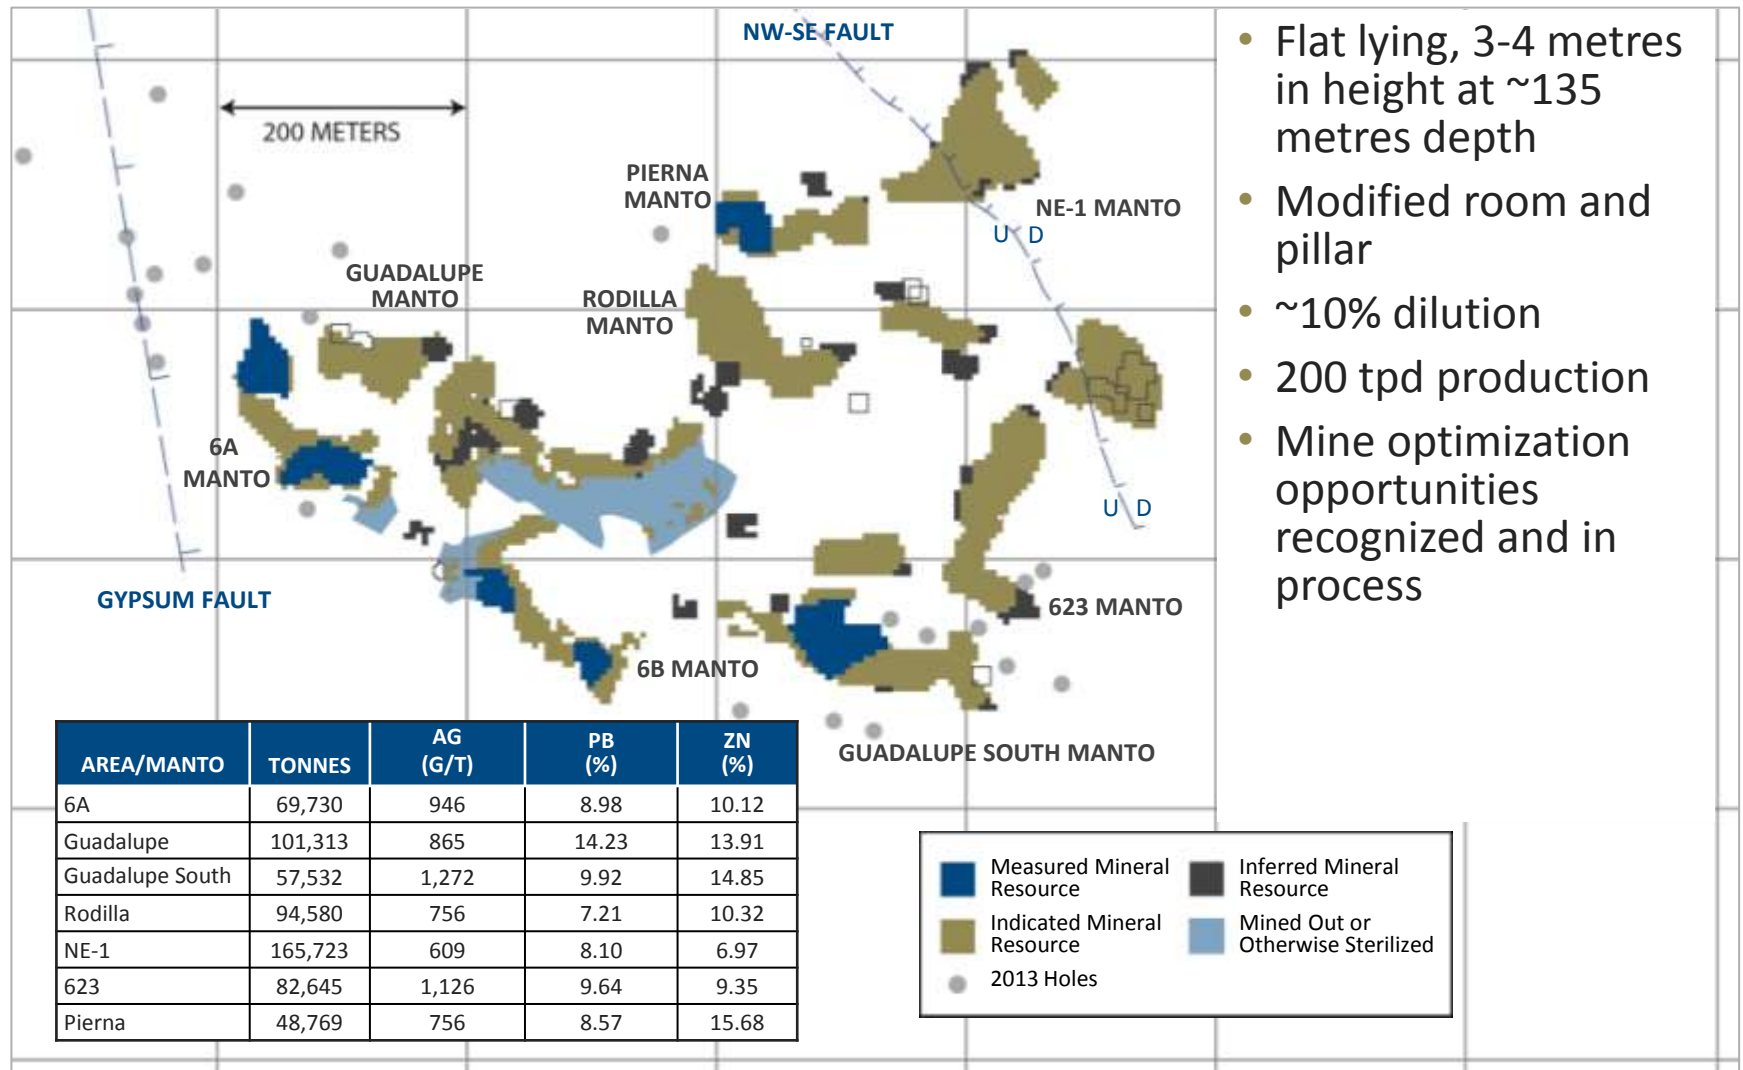 NW-SE FAULT
200 METERS
PIERNA
MANTO
NE-1 MANTO
U D
GUADALUPE
MANTO
RODILLA
MANTO
6A
MANTO
U D
GYPSUM FAULT
623 MANTO
6B MANTO
GUADALUPE SOUTH MANTO
• Flat lying, 3-4 metres
in height at ~135
metres depth
• Modified room and
pillar
• ~10% dilution
• 200 tpd production
• Mine optimization
opportunities
recognized and in
process
AREA/MANTO TONNES AG (G/T) PB (%) ZN (%)
6A 69,730 946 8.98 10.12
Guadalupe 101,313 865 14.23 13.91
Guadalupe South 57,532 1,272 9.92 14.85
Rodilla 94,580 756 7.21 10.32
NE-1 165,723 609 8.10 6.97
623 82,645 1,126 9.64 9.35
Pierna 48,769 756 8.57 15.68
Measured Mineral
Resource
Indicated Mineral
Resource
2013 Holes
Inferred Mineral
Resource
Mined Out or
Otherwise Sterilized